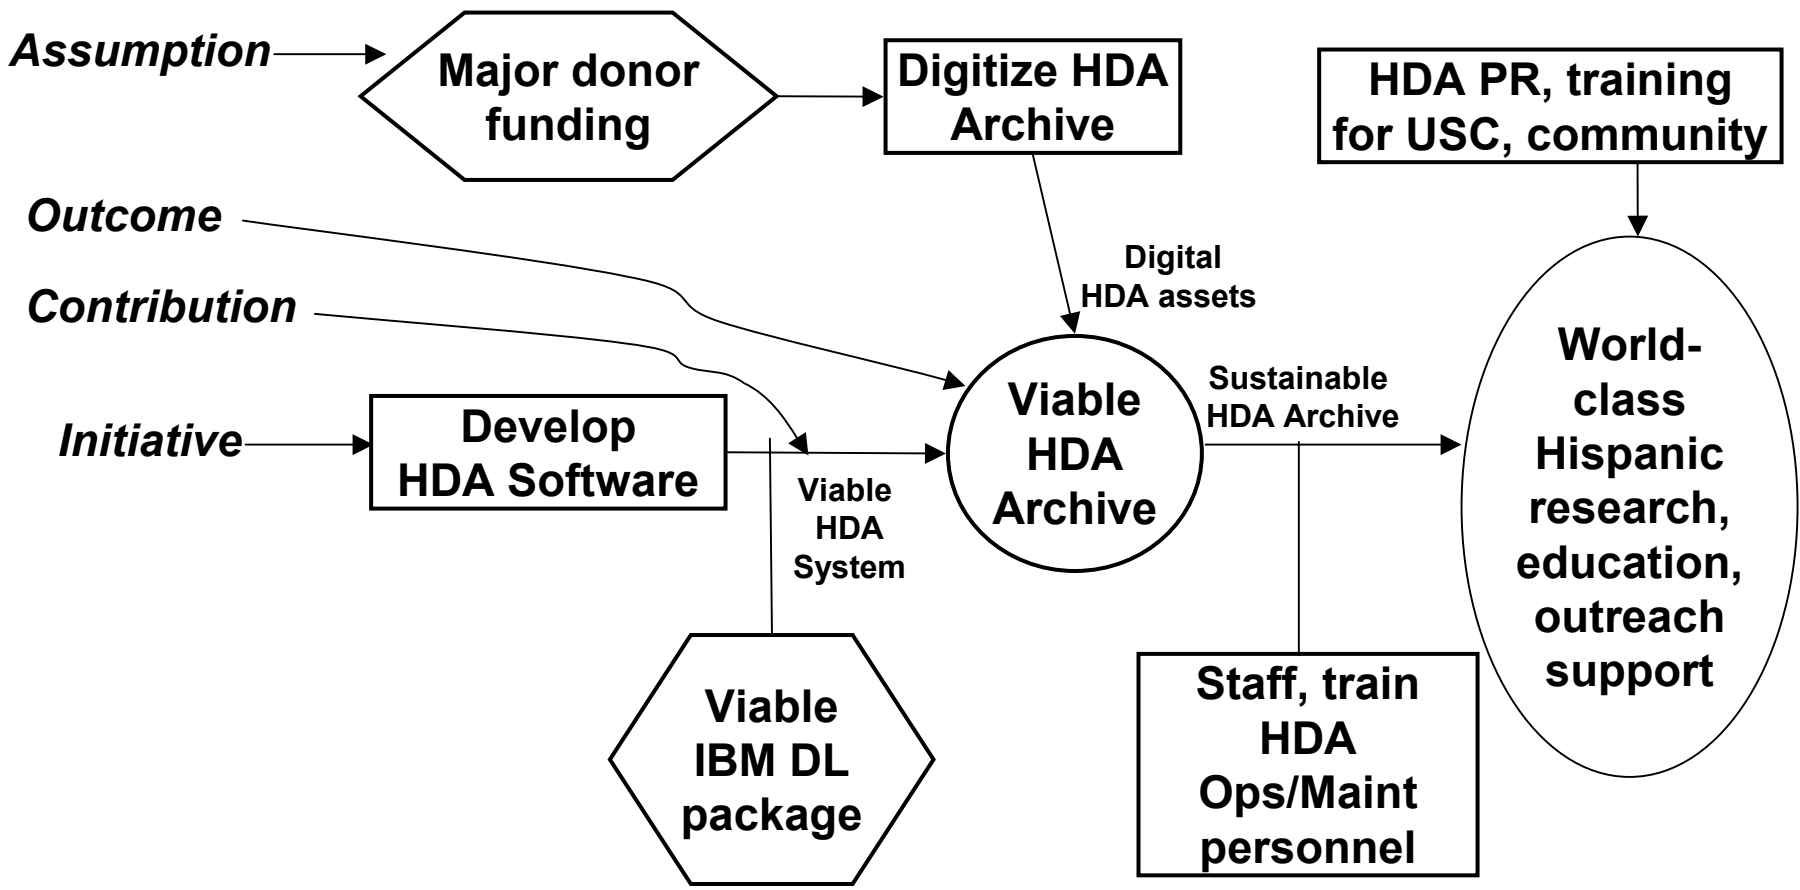 Assumption
Major donor
funding
Digitize HDA
Archive
HDA PR, training
for USC, community
Outcome
Contribution
Digital
HDA assets
Initiative
Develop
HDA Software
Viable
HDA
System
Viable
HDA
Archive
Sustainable
HDA Archive
World-
class
Hispanic
research,
education,
outreach
support
Viable
IBM DL
package
Staff, train
HDA
Ops/Maint
personnel